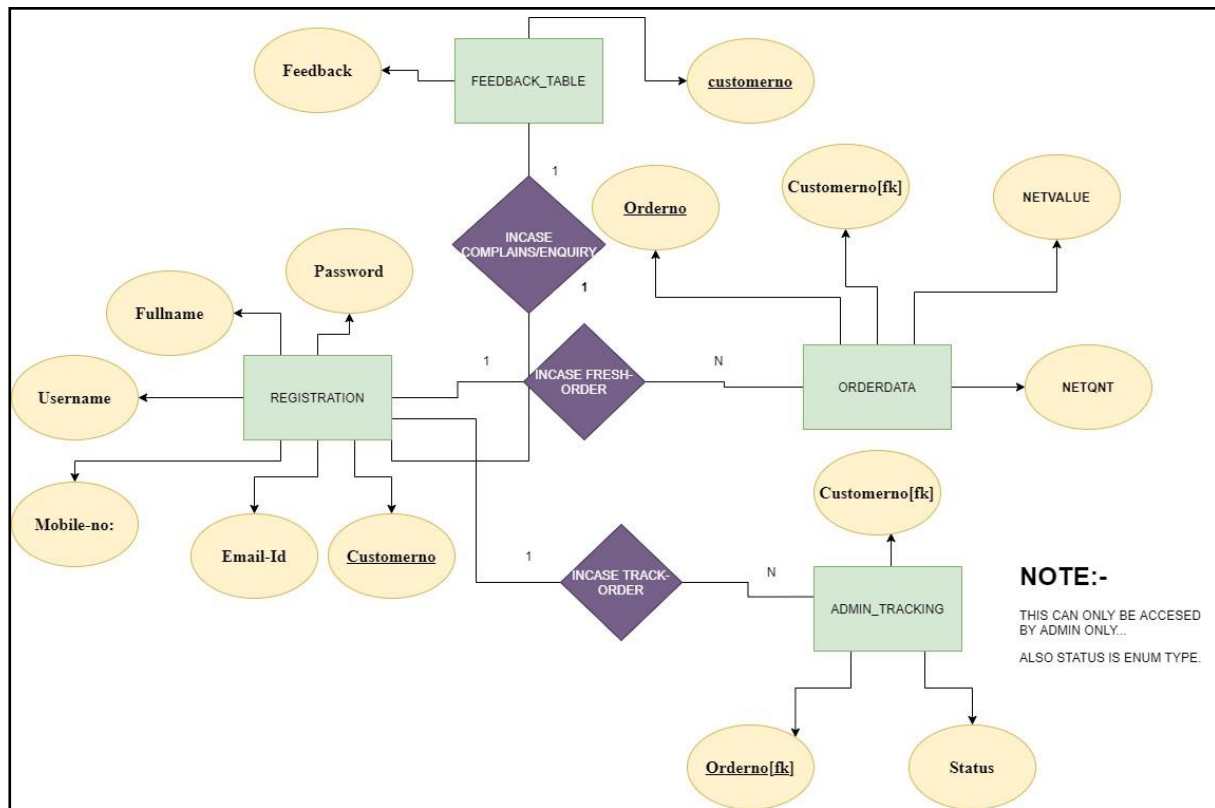 Feedback
FEEDBACK_TABLE
customerno
1
INCASE
COMPLAINS/ENQUIRY
1
Orderno
Customerno[fk]
NETVALUE
Password
Fullname
Username
REGISTRATION
1
INCASE FRESH-
ORDER
N
ORDERDATA
NETQNT
Mobile-no:
Email-Id
Customerno
1
INCASE TRACK-
ORDER
N
Customerno[fk]
ADMIN_TRACKING
Orderno[fk]
Status
NOTE:-
THIS CAN ONLY BE ACCESED
BY ADMIN ONLY...
ALSO STATUS IS ENUM TYPE.